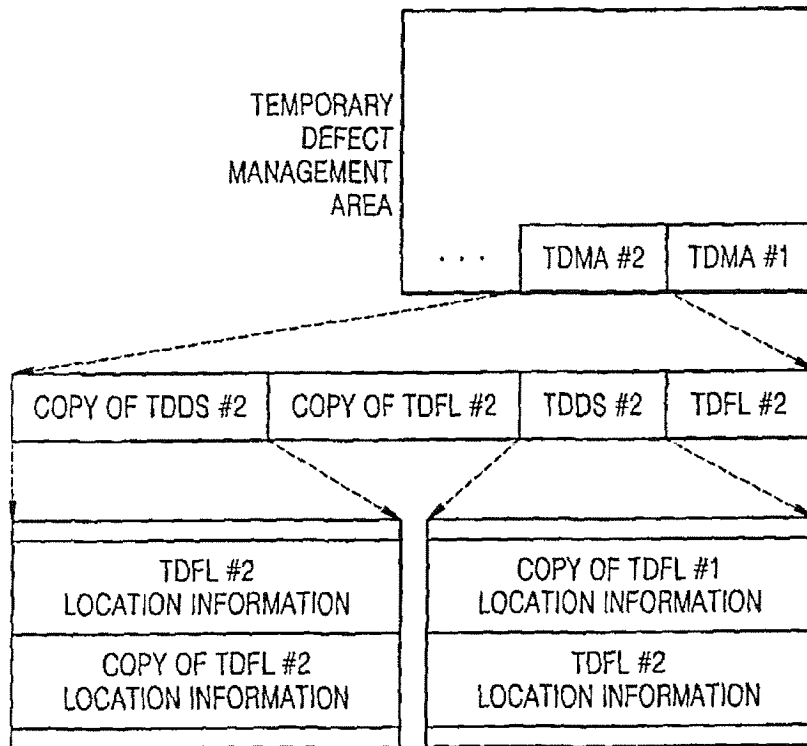 TEMPORARY
DEFECT
MANAGEMENT
AREA
. . .
TDMA #2
TDMA #1
COPY OF TDDS #2
COPY OF TDFL #2
TDDS #2
TDFL #2
TDFL #2
LOCATION INFORMATION
COPY OF TDFL #2
LOCATION INFORMATION
COPY OF TDFL #1
LOCATION INFORMATION
TDFL #2
LOCATION INFORMATION